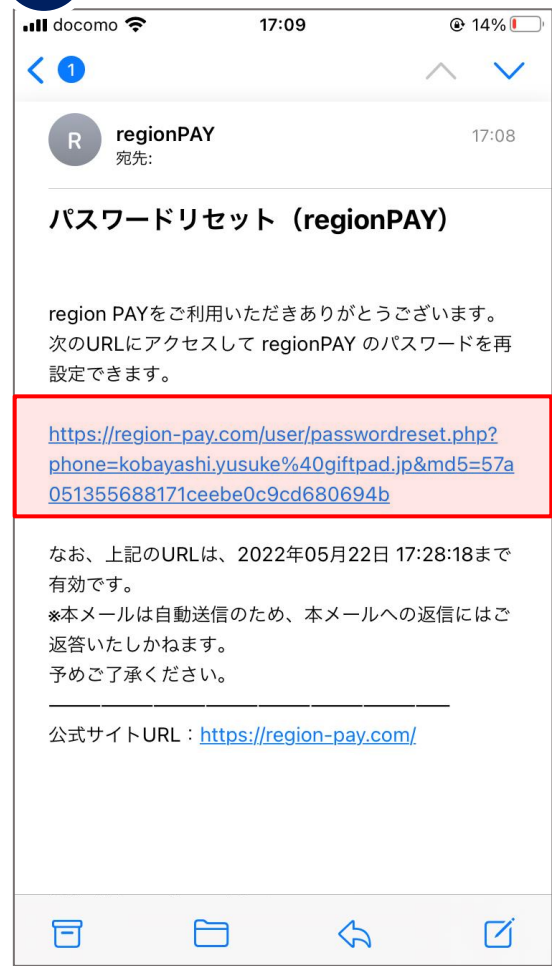 docomo 17:09 14%
1
R regionPAY 17:08
宛先:
パスワードリセット（regionPAY）
region PAYをご利用いただきありがとうございます。
次のURLにアクセスして regionPAY のパスワードを再
設定できます。
https://region-pay.com/user/passwordreset.php?
phone=kobayashi.yusuke%40giftpad.jp&md5=57a
051355688171ceebe0c9cd680694b
なお、上記のURLは、2022年05月22日 17:28:18まで
有効です。
※本メールは自動送信のため、本メールへの返信にはご
返答いたしかねます。
予めご了承ください。
公式サイトURL：https://region-pay.com/